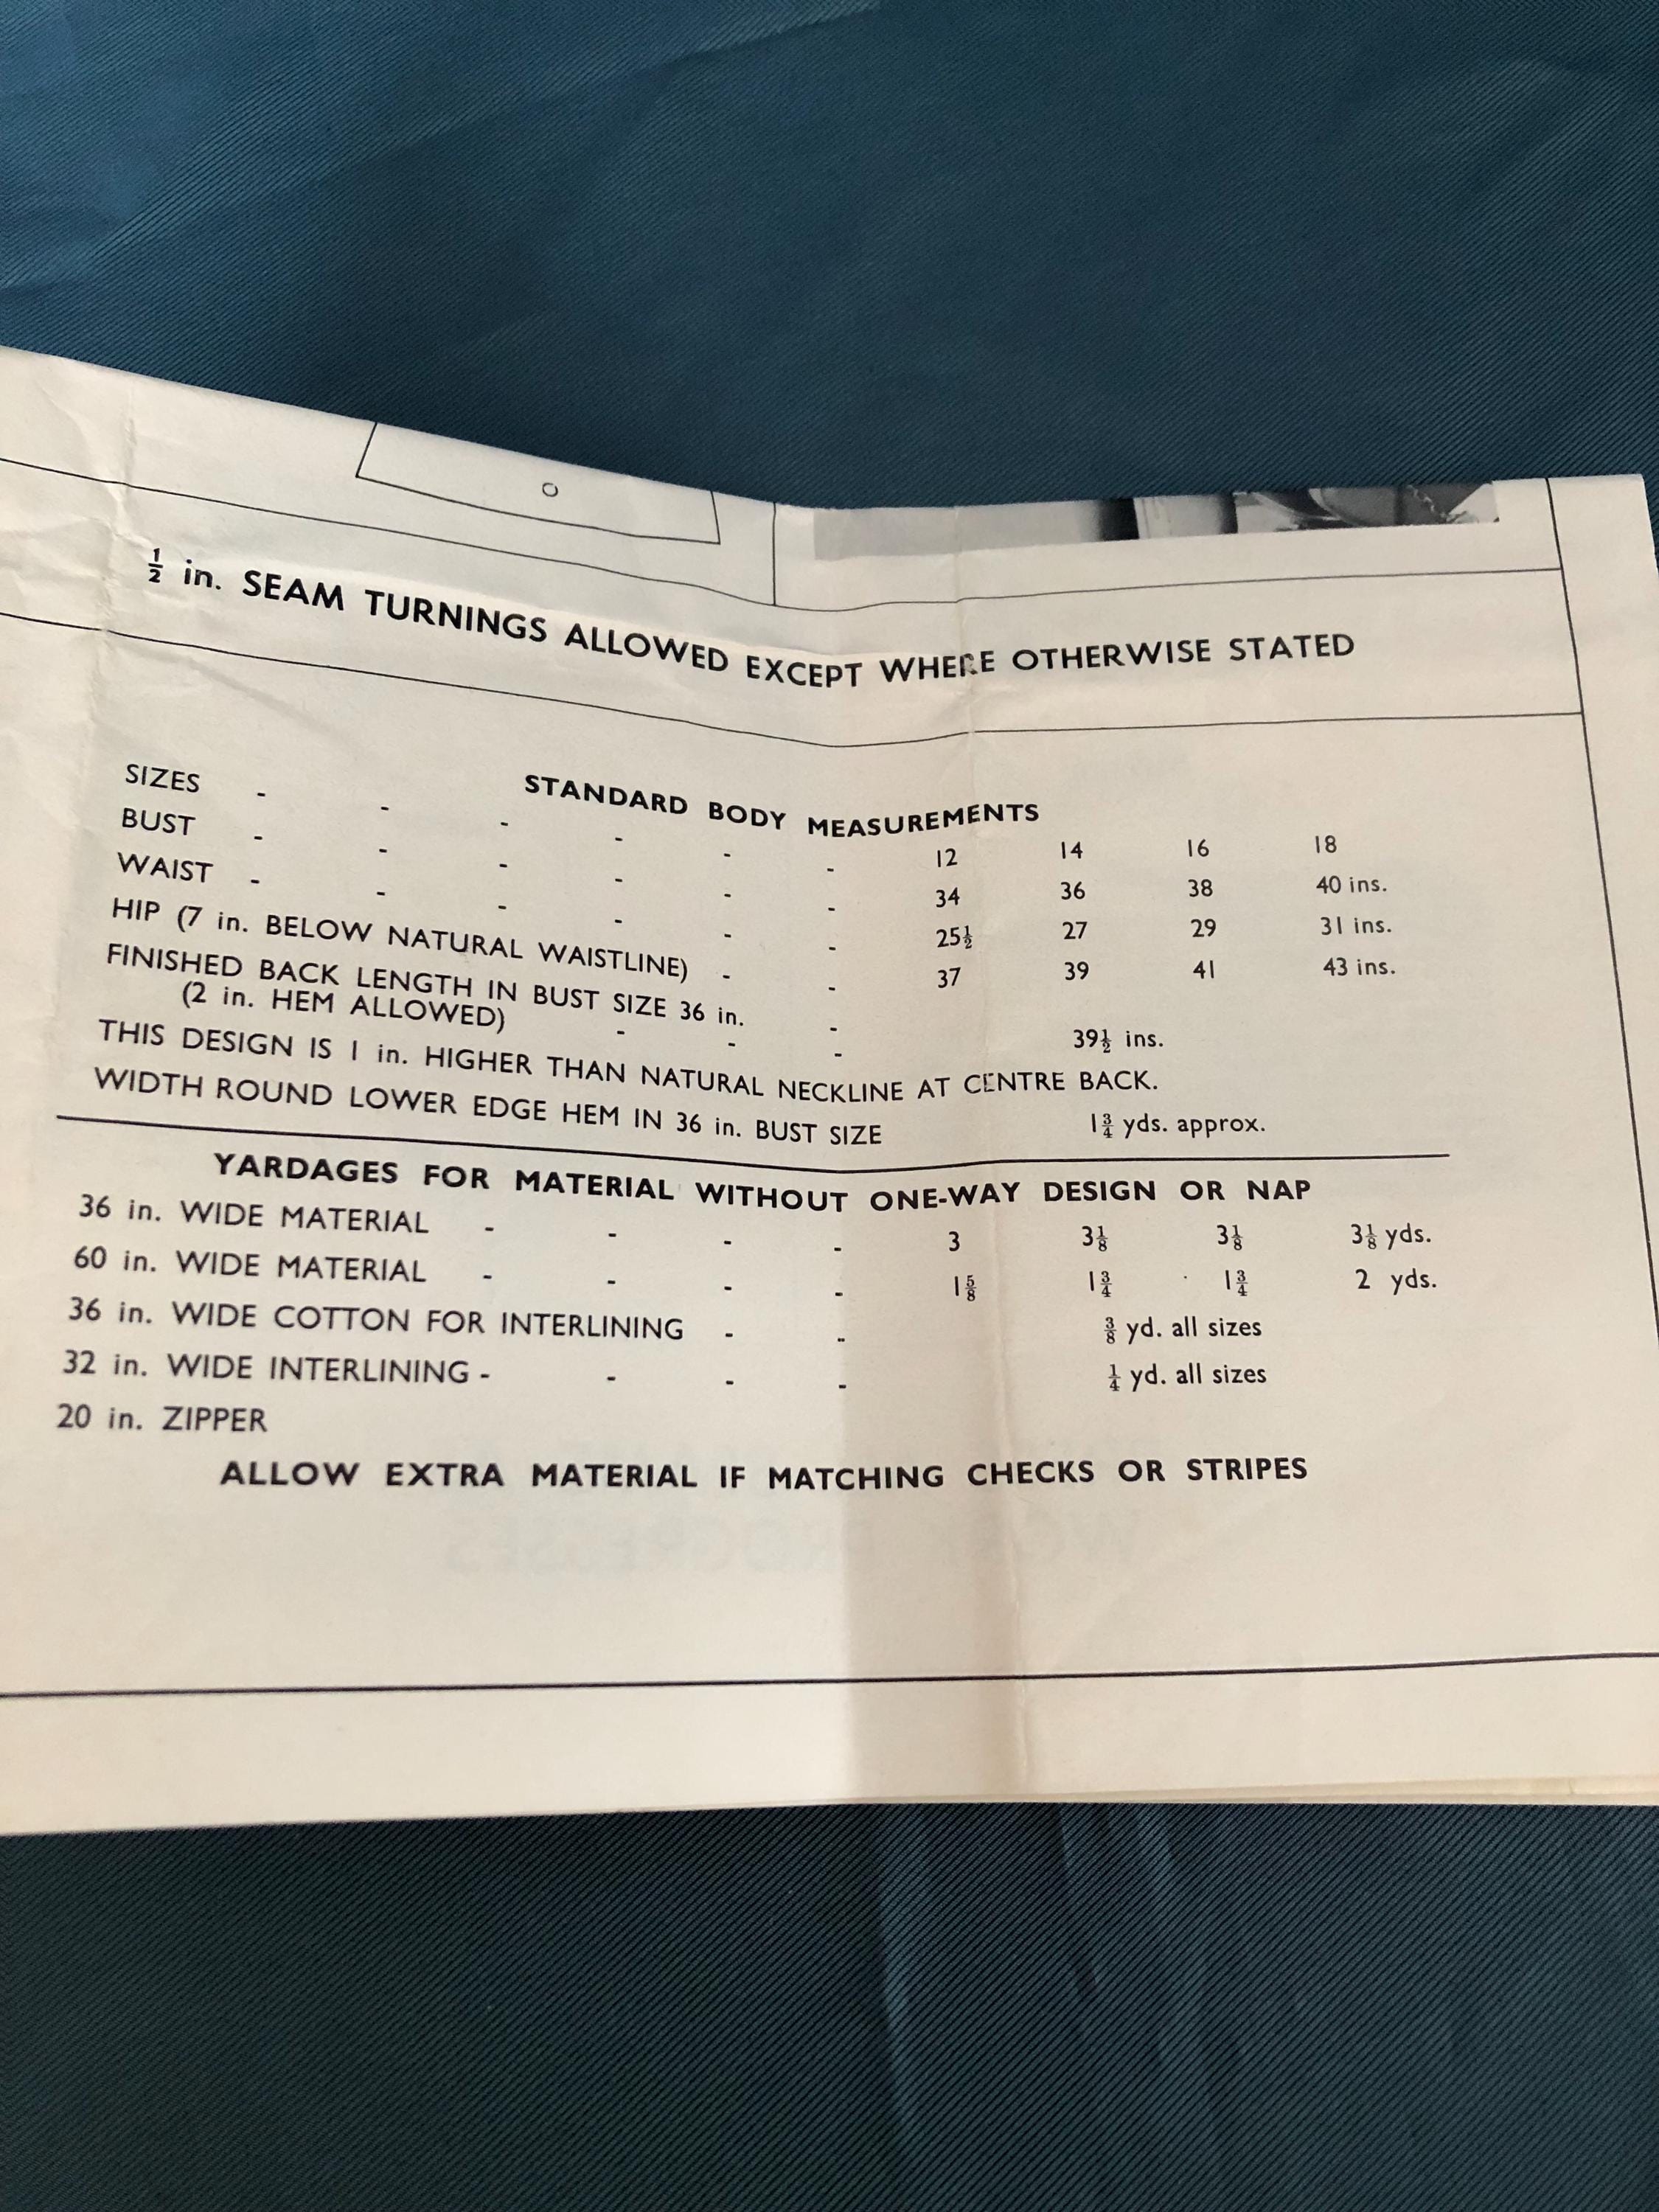 ½ in. SEAM TURNINGS ALLOWED EXCEPT WHERE OTHERWISE STATED
STANDARD BODY MEASUREMENTS
SIZES - - - - - - 12 14 16 18
BUST - - - - - - 34 36 38 40 ins.
WAIST - - - - - - 25½ 27 29 31 ins.
HIP (7 in. BELOW NATURAL WAISTLINE) - - 37 39 41 43 ins.
FINISHED BACK LENGTH IN BUST SIZE 36 in. -
(2 in. HEM ALLOWED) - - - 39½ ins.
THIS DESIGN IS 1 in. HIGHER THAN NATURAL NECKLINE AT CENTRE BACK.
WIDTH ROUND LOWER EDGE HEM IN 36 in. BUST SIZE 1¾ yds. approx.
YARDAGES FOR MATERIAL WITHOUT ONE-WAY DESIGN OR NAP
36 in. WIDE MATERIAL - - - - 3 3⅛ 3⅛ 3⅛ yds.
60 in. WIDE MATERIAL - - - - 1⅝ 1¾ 1¾ 2 yds.
36 in. WIDE COTTON FOR INTERLINING - - ⅜ yd. all sizes
32 in. WIDE INTERLINING - - - - ¼ yd. all sizes
20 in. ZIPPER
ALLOW EXTRA MATERIAL IF MATCHING CHECKS OR STRIPES